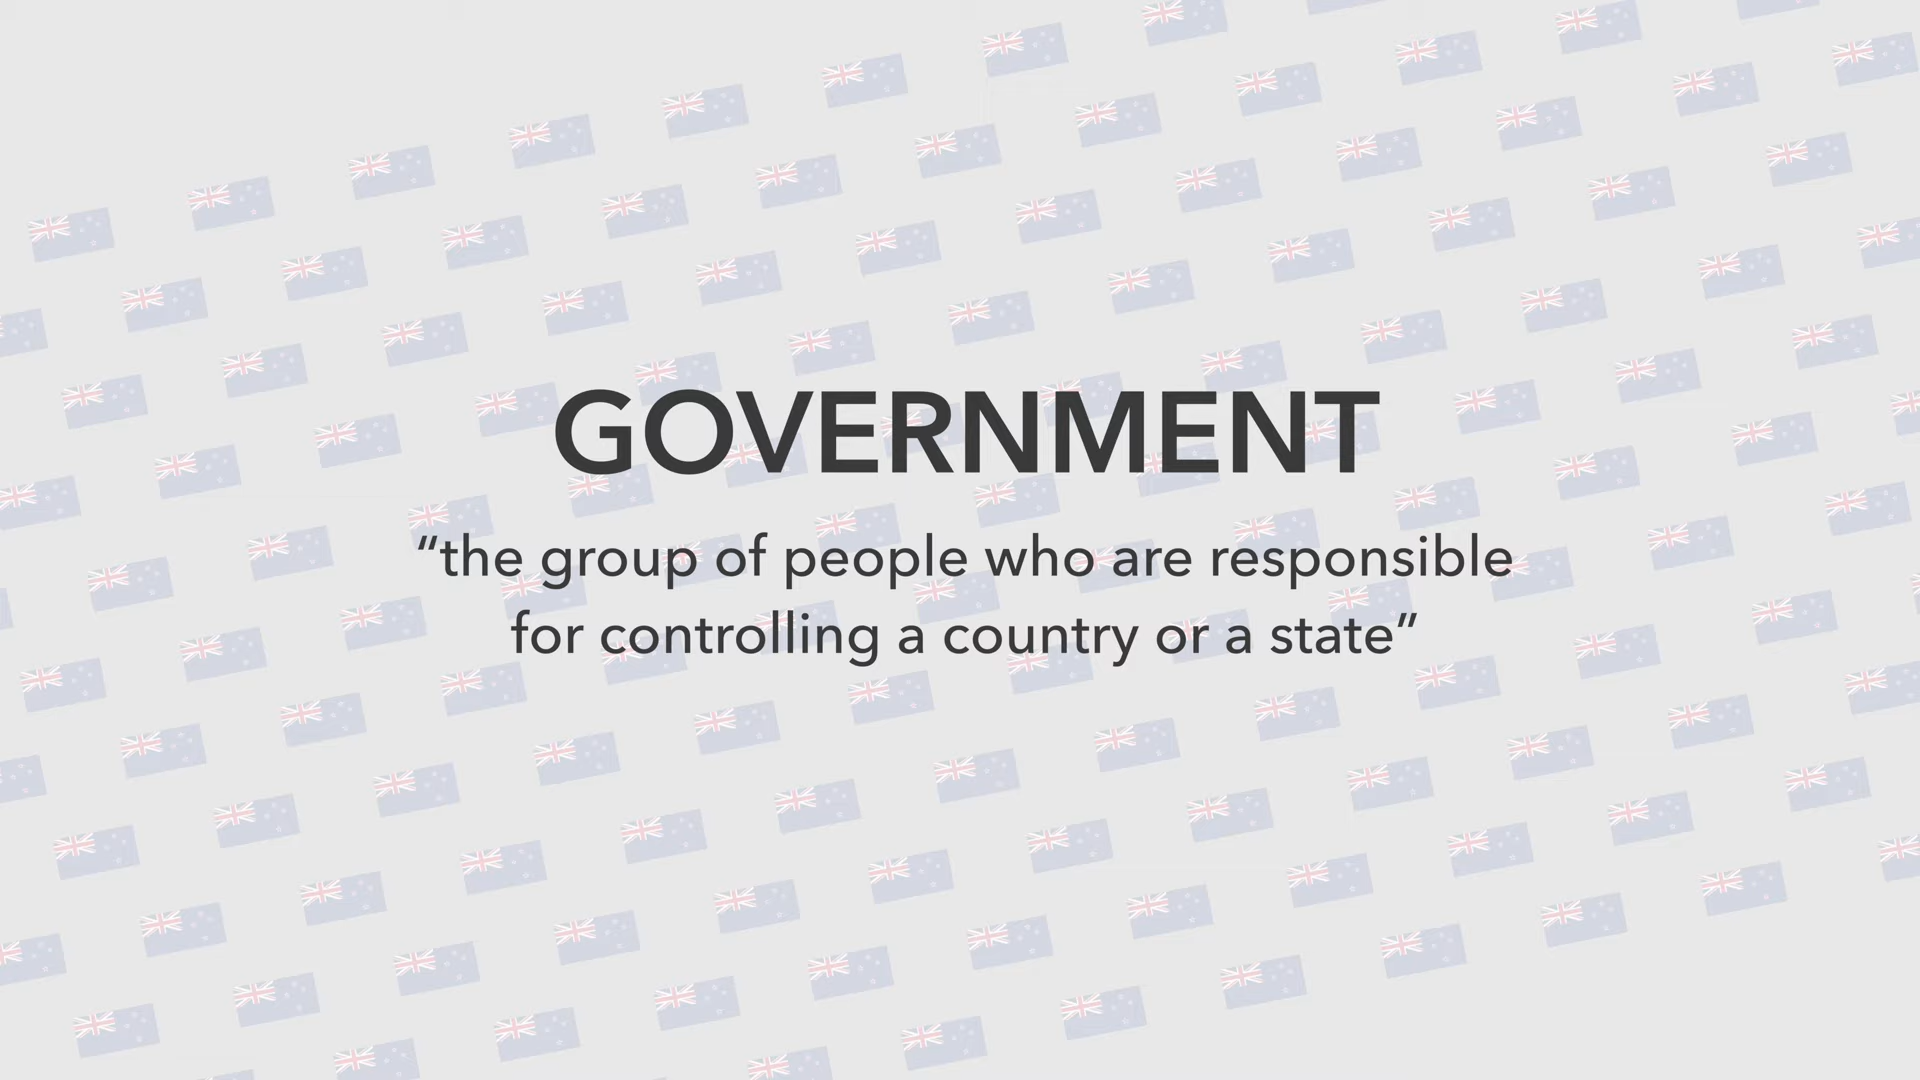 GOVERNMENT
“the group of people who are responsible
for controlling a country or a state”